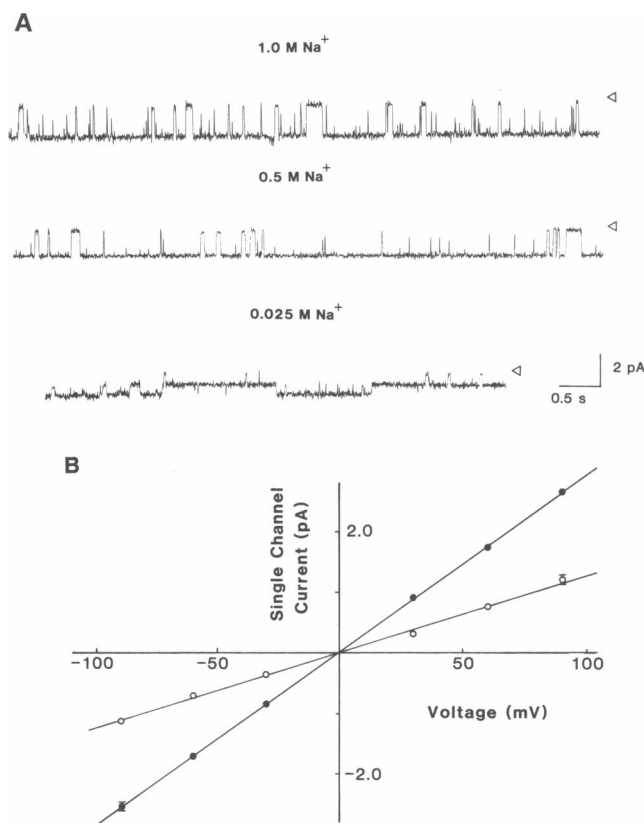 A
1.0 M Na+
0.5 M Na+
0.025 M Na+
2 pA
0.5 s
B
Single Channel
Current (pA)
2.0
-100
-50
50
100
Voltage (mV)
-2.0